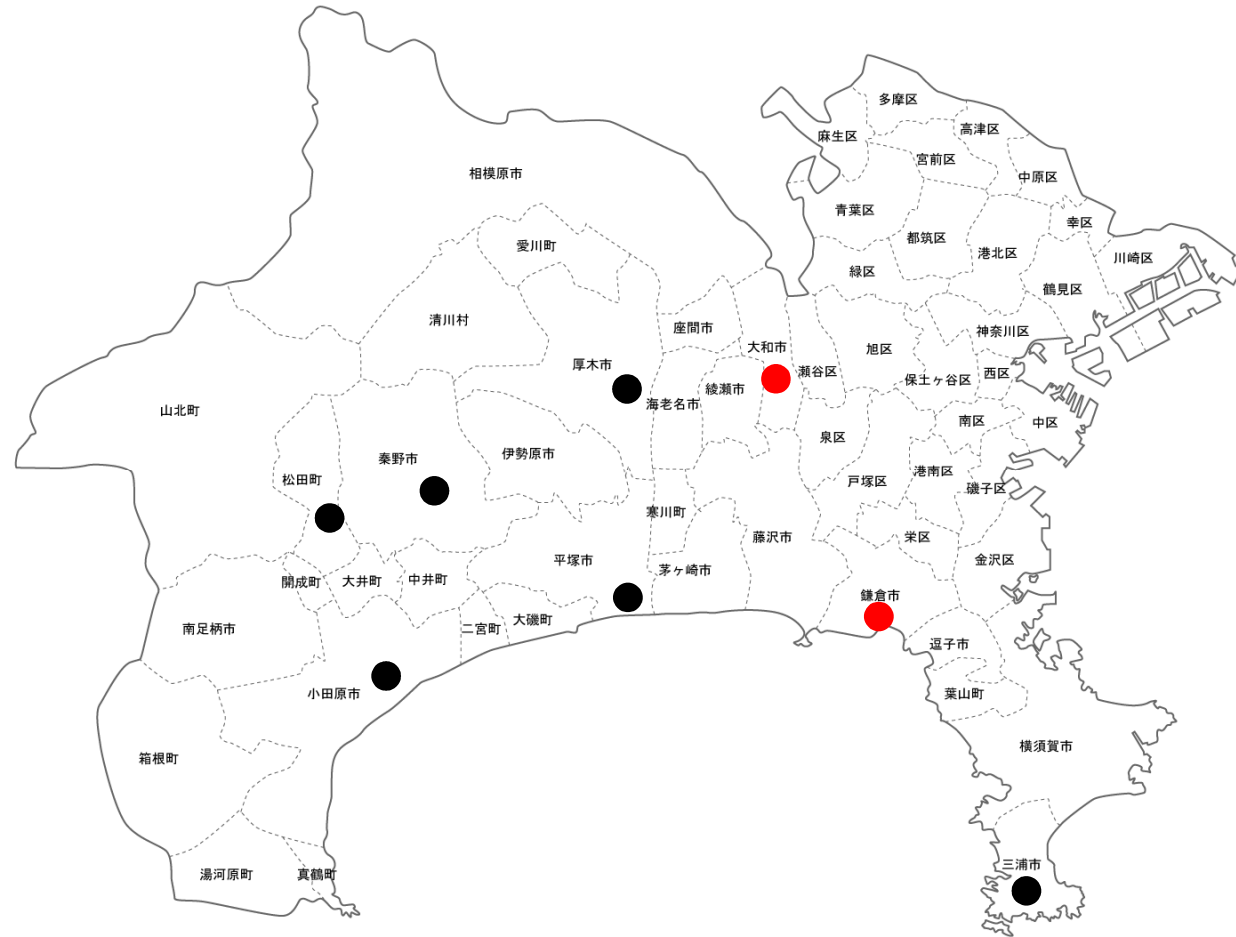 多摩区
高津区
麻生区
宮前区
相模原市
中原区
青葉区
幸区
都筑区
愛川町
港北区
川崎区
緑区
鶴見区
清川村
座間市
神奈川区
大和市
旭区
厚木市
瀬谷区
西区
保土ヶ谷区
綾瀬市
海老名市
山北町
南区
中区
泉区
伊勢原市
秦野市
港南区
松田町
戸塚区
磯子区
寒川町
藤沢市
栄区
平塚市
金沢区
茅ヶ崎市
開成町
大井町
中井町
鎌倉市
大磯町
二宮町
南足柄市
逗子市
小田原市
葉山町
横須賀市
箱根町
三浦市
湯河原町
真鶴町